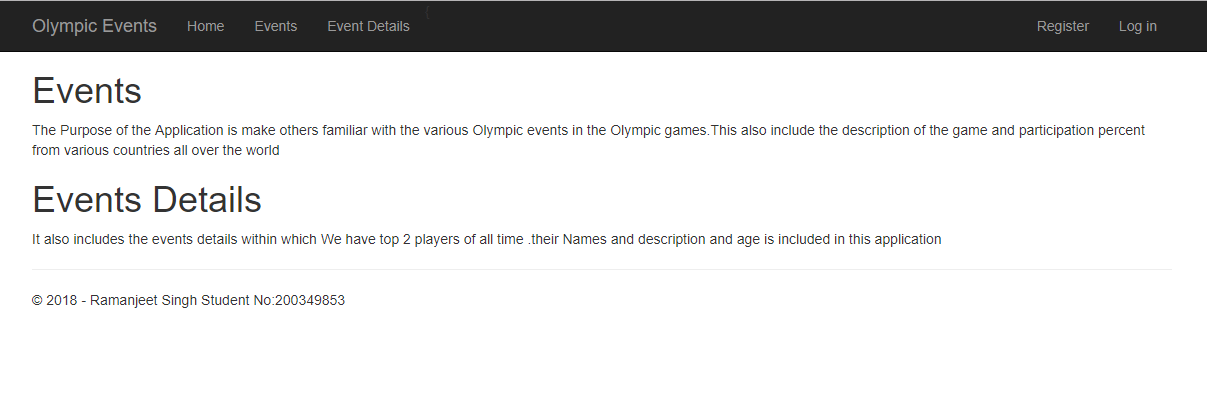 Olympic Events Home Events Event Details Register Log in
Events
The Purpose of the Application is make others familiar with the various Olympic events in the Olympic games.This also include the description of the game and participation percent
from various countries all over the world
Events Details
It also includes the events details within which We have top 2 players of all time .their Names and description and age is included in this application
© 2018 - Ramanjeet Singh Student No:200349853